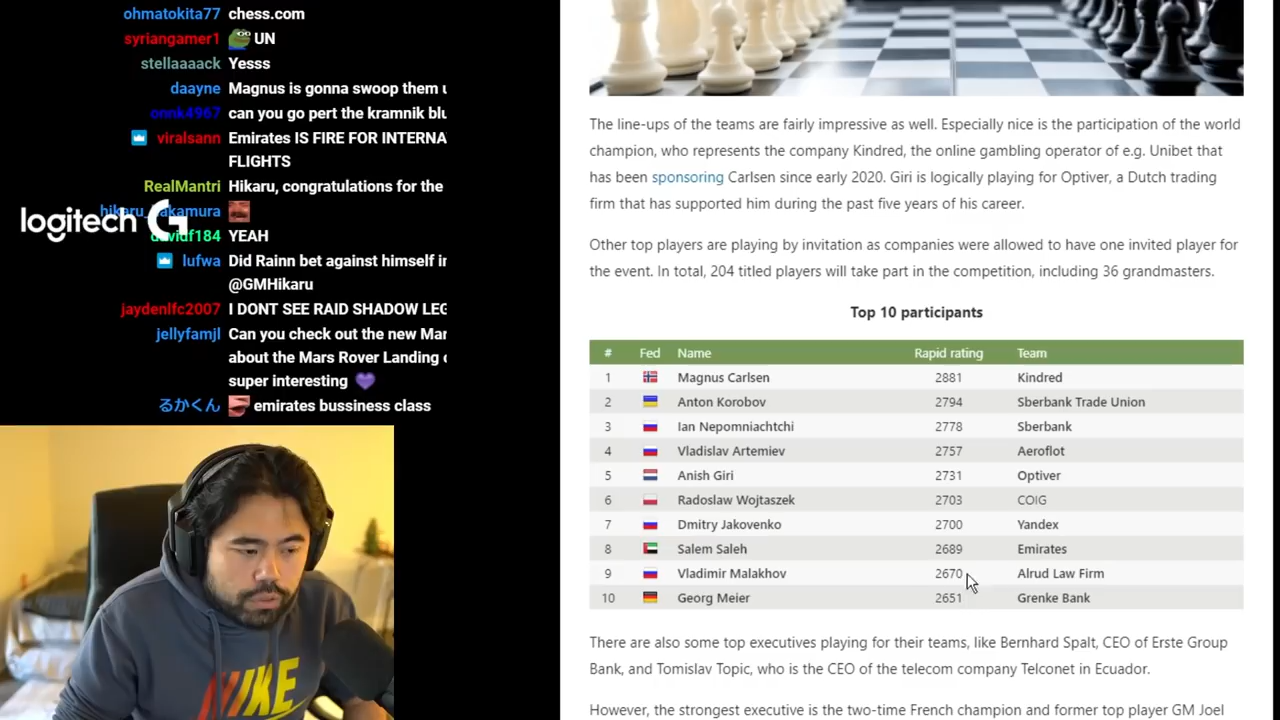 ohmatokita77 chess.com
syriangamer1 UN
stellaaaack Yesss
daayne Magnus is gonna swoop them u
onnk4967 can you go pert the kramnik blu
viralsann Emirates IS FIRE FOR INTERNA
FLIGHTS
RealMantri Hikaru, congratulations for the
hikaru_nakamura
logitech G
davidf184 YEAH
lufwa Did Rainn bet against himself in
@GMHikaru
jaydenlfc2007 I DONT SEE RAID SHADOW LEG
jellyfamjl Can you check out the new Mar
about the Mars Rover Landing
super interesting
るかくん emirates bussiness class
NIKE
The line-ups of the teams are fairly impressive as well. Especially nice is the participation of the world
champion, who represents the company Kindred, the online gambling operator of e.g. Unibet that
has been sponsoring Carlsen since early 2020. Giri is logically playing for Optiver, a Dutch trading
firm that has supported him during the past five years of his career.
Other top players are playing by invitation as companies were allowed to have one invited player for
the event. In total, 204 titled players will take part in the competition, including 36 grandmasters.
Top 10 participants
# Fed Name Rapid rating Team
1 Magnus Carlsen 2881 Kindred
2 Anton Korobov 2794 Sberbank Trade Union
3 Ian Nepomniachtchi 2778 Sberbank
4 Vladislav Artemiev 2757 Aeroflot
5 Anish Giri 2731 Optiver
6 Radoslaw Wojtaszek 2703 COIG
7 Dmitry Jakovenko 2700 Yandex
8 Salem Saleh 2689 Emirates
9 Vladimir Malakhov 2670 Alrud Law Firm
10 Georg Meier 2651 Grenke Bank
There are also some top executives playing for their teams, like Bernhard Spalt, CEO of Erste Group
Bank, and Tomislav Topic, who is the CEO of the telecom company Telconet in Ecuador.
However, the strongest executive is the two-time French champion and former top player GM Joel